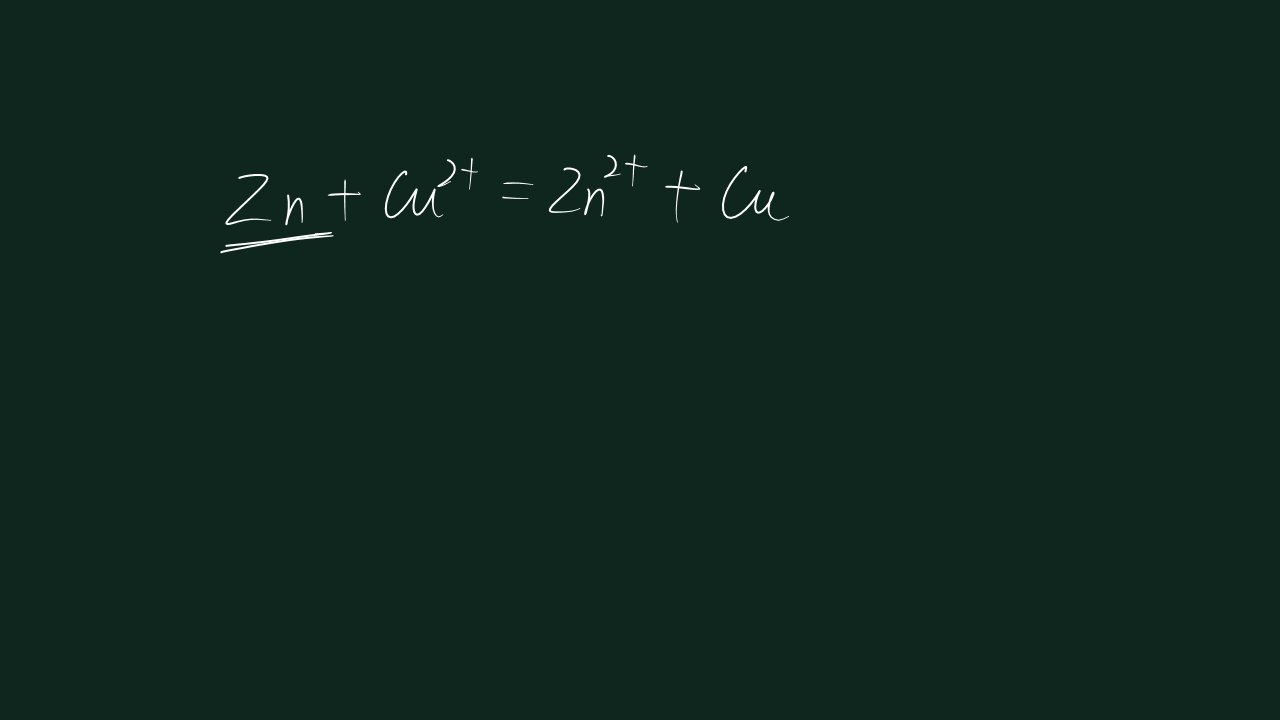 Zn + Cu²⁺ = Zn²⁺ + Cu